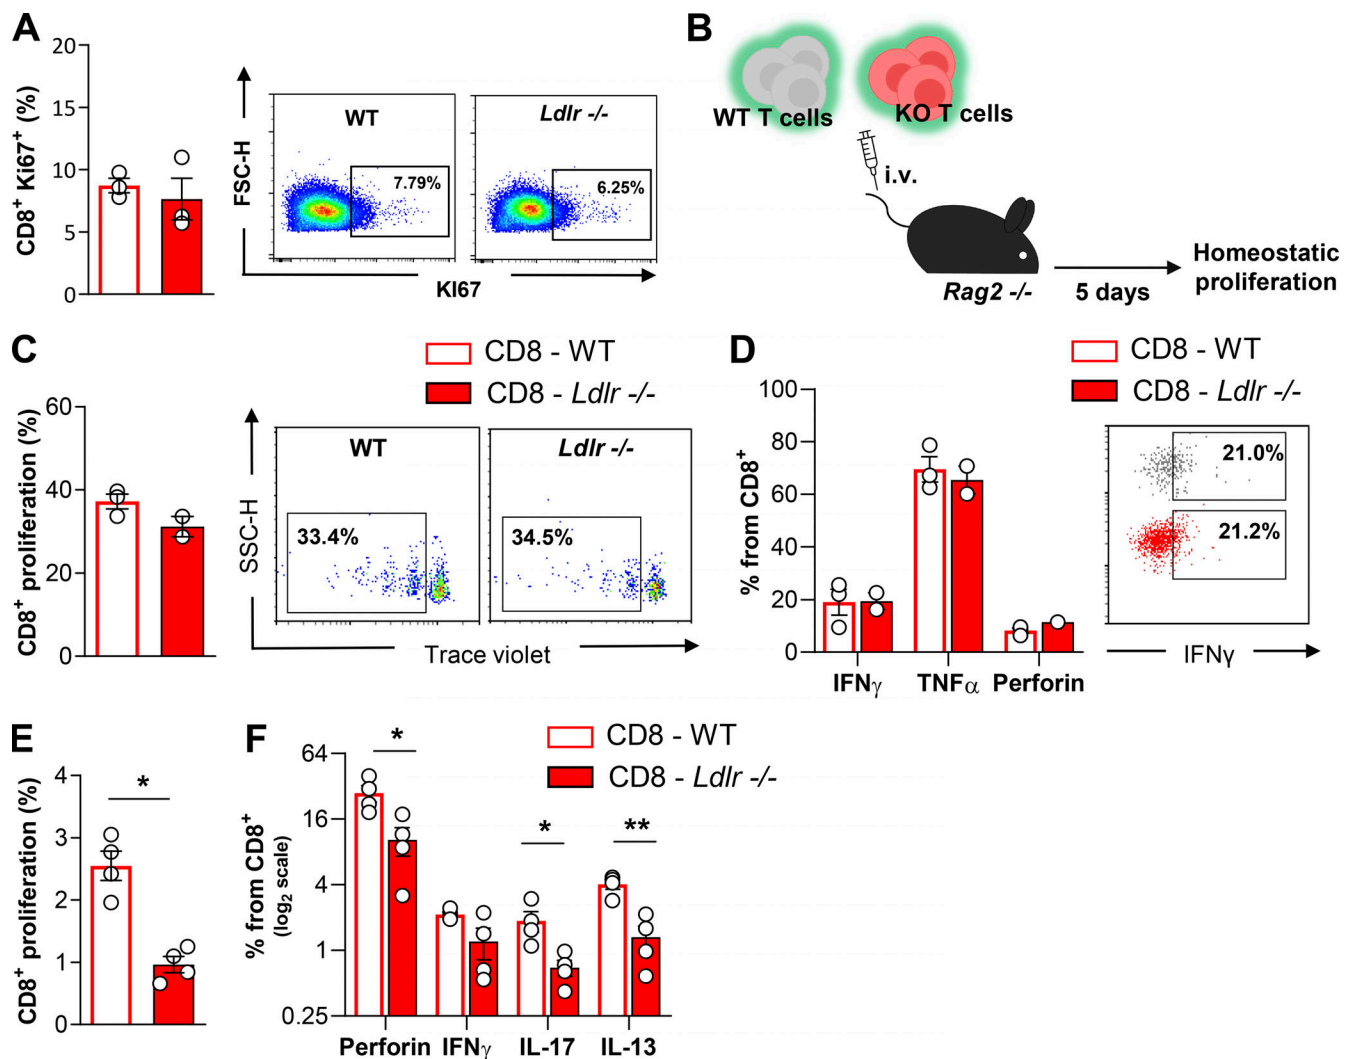 A
20
15
10
5
0
CD8⁺ Ki67⁺ (%)
FSC-H
WT
7.79%
Ldlr -/-
6.25%
KI67
B
WT T cells
KO T cells
i.v.
Rag2 -/-
5 days
Homeostatic
proliferation
C
CD8 - WT
CD8 - Ldlr -/-
60
40
20
0
CD8⁺ proliferation (%)
SSC-H
WT
33.4%
Ldlr -/-
34.5%
Trace violet
D
CD8 - WT
CD8 - Ldlr -/-
100
80
60
40
20
0
% from CD8⁺
IFNγ TNFα Perforin
21.0%
21.2%
IFNγ
E
4
3
2
1
0
CD8⁺ proliferation (%)
*
F
CD8 - WT
CD8 - Ldlr -/-
64
16
4
1
0.25
% from CD8⁺
(log₂ scale)
*
*
**
Perforin IFNγ IL-17 IL-13